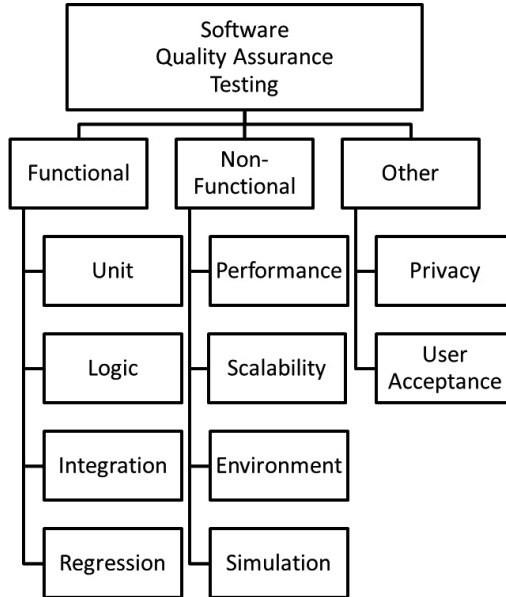 Software
Quality Assurance
Testing
Functional
Non-
Functional
Other
Unit
Performance
Privacy
Logic
Scalability
User
Acceptance
Integration
Environment
Regression
Simulation